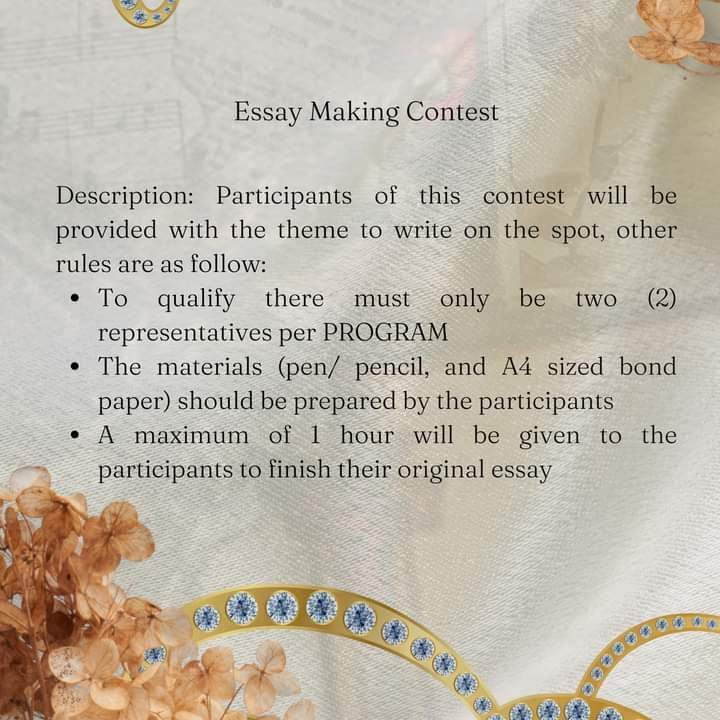 Essay Making Contest
Description: Participants of this contest will be
provided with the theme to write on the spot, other
rules are as follow:
• To qualify there must only be two (2)
representatives per PROGRAM
• The materials (pen/ pencil, and A4 sized bond
paper) should be prepared by the participants
• A maximum of 1 hour will be given to the
participants to finish their original essay